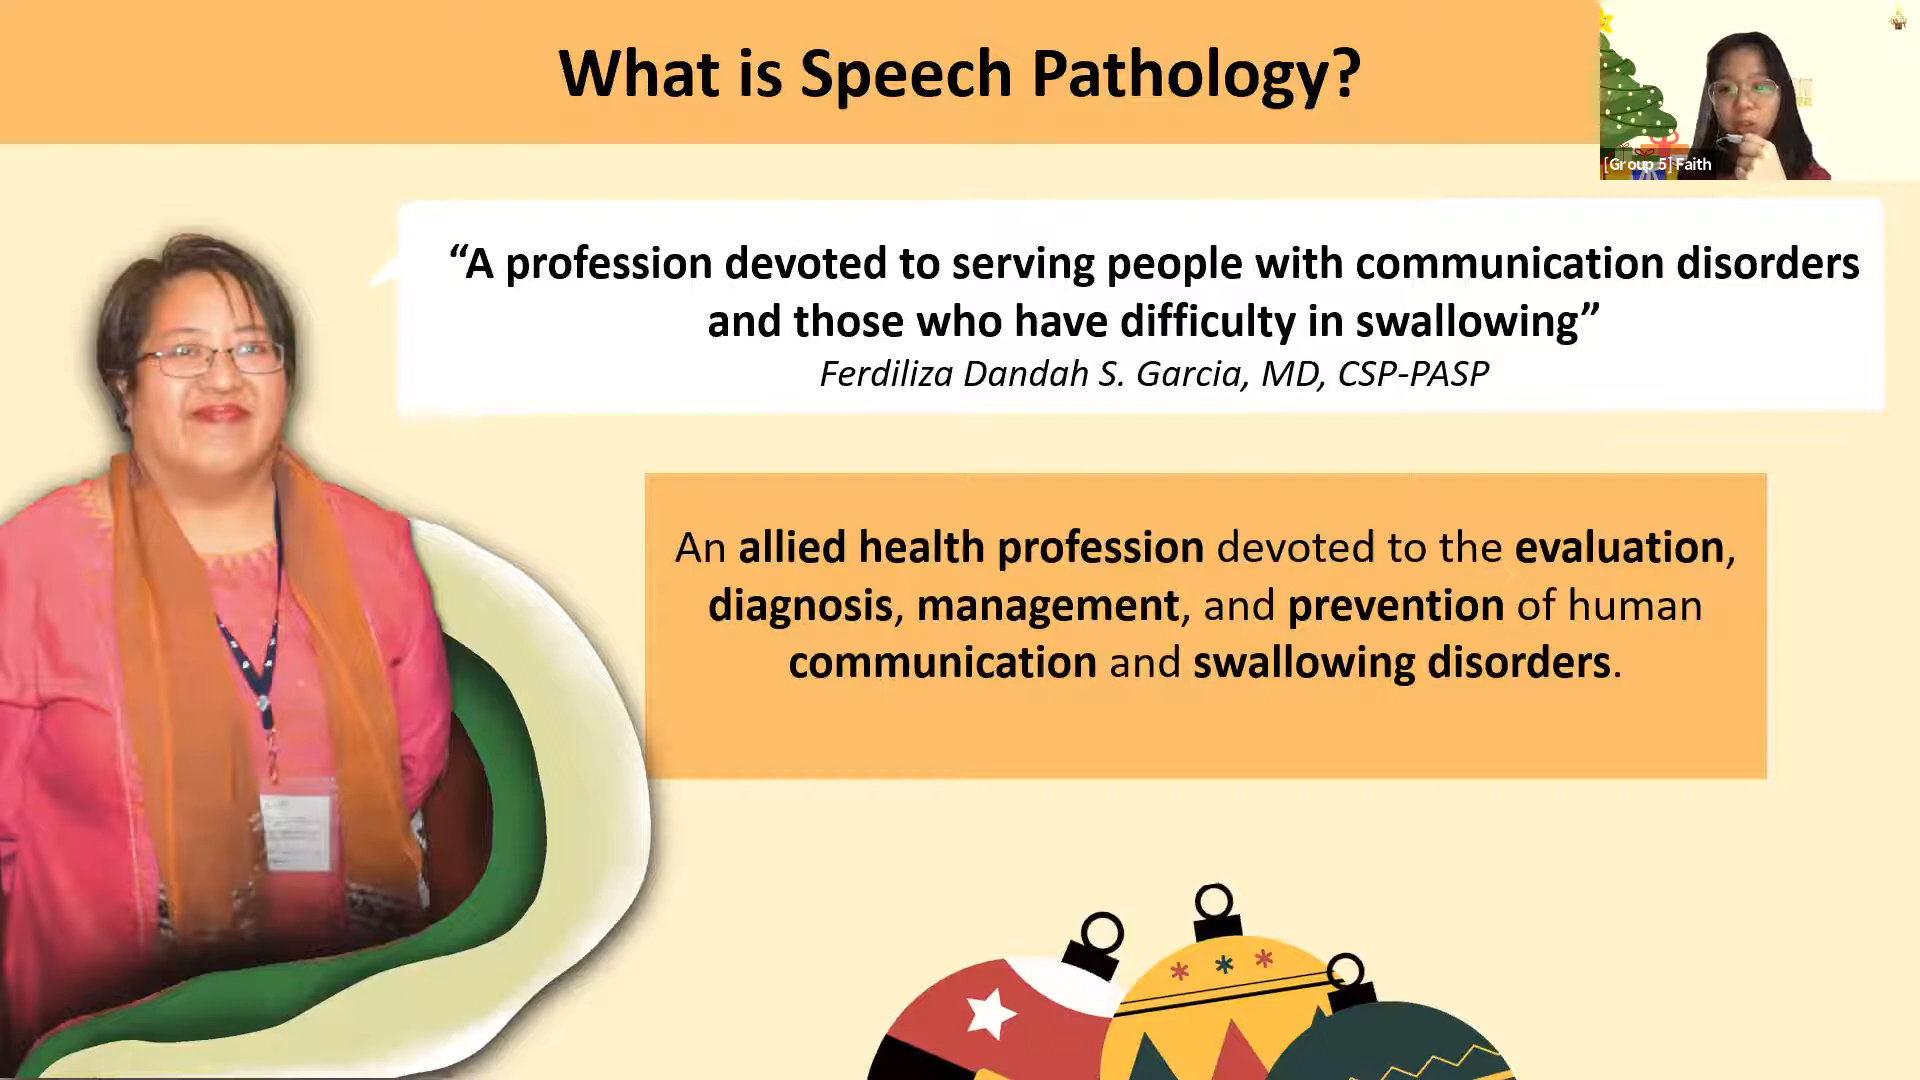 What is Speech Pathology?
[Group 5] Faith
“A profession devoted to serving people with communication disorders
and those who have difficulty in swallowing”
Ferdiliza Dandah S. Garcia, MD, CSP-PASP
An allied health profession devoted to the evaluation,
diagnosis, management, and prevention of human
communication and swallowing disorders.